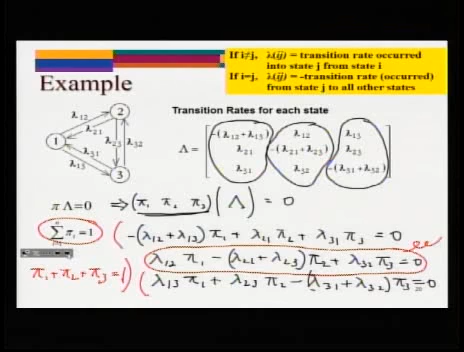 If i≠j, λ(ij) = transition rate occurred
into state j from state i
If i=j, λ(ij) = -transition rate (occurred)
from state j to all other states
Example
Transition Rates for each state
2
λ12
λ21
λ23
λ32
1
λ31
λ13
3
Λ = [ -(λ12+λ13) λ12 λ13
λ21 -(λ21+λ23) λ23
λ31 λ32 -(λ31+λ32) ]
πΛ=0 ⇒ (π1 π2 π3) (Λ) = 0
∑πi=1
-(λ12+λ13) π1 + λ21 π2 + λ31 π3 = 0
λ12 π1 - (λ21+λ23) π2 + λ32 π3 = 0
π1+π2+π3=1
λ13 π1 + λ23 π2 - (λ31+λ32) π3 = 0